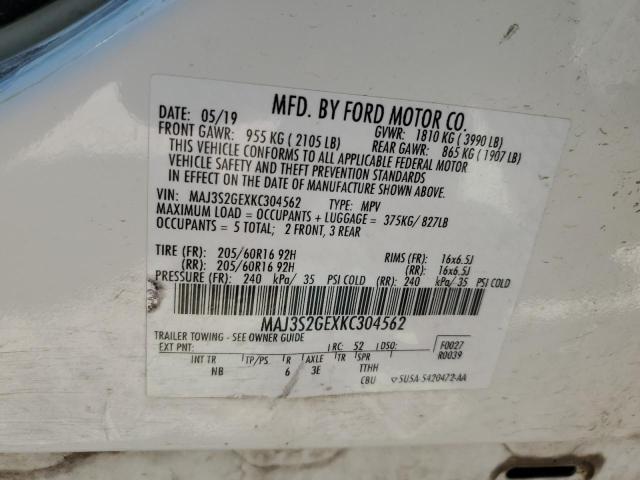 DATE: 05/19 MFD. BY FORD MOTOR CO.
FRONT GAWR: 955 KG ( 2105 LB) GVWR: 1810 KG ( 3990 LB)
REAR GAWR: 865 KG ( 1907 LB)
THIS VEHICLE CONFORMS TO ALL APPLICABLE FEDERAL MOTOR
VEHICLE SAFETY AND THEFT PREVENTION STANDARDS
IN EFFECT ON THE DATE OF MANUFACTURE SHOWN ABOVE.
VIN: MAJ3S2GEXKC304562 TYPE: MPV
MAXIMUM LOAD = OCCUPANTS + LUGGAGE = 375KG/ 827LB
OCCUPANTS = 5 TOTAL; 2 FRONT, 3 REAR
TIRE (FR): 205/60R16 92H RIMS (FR): 16x6.5J
(RR): 205/60R16 92H (RR): 16x6.5J
PRESSURE (FR): 240 kPa/ 35 PSI COLD (RR): 240 kPa/ 35 PSI COLD
MAJ3S2GEXKC304562
TRAILER TOWING - SEE OWNER GUIDE
EXT PNT: RC: 52 DSO: F0027
R0039
INT TR TP/PS R AXLE TR SPR
NB 6 3E TTHH
CBU 5U5A-5420472-AA